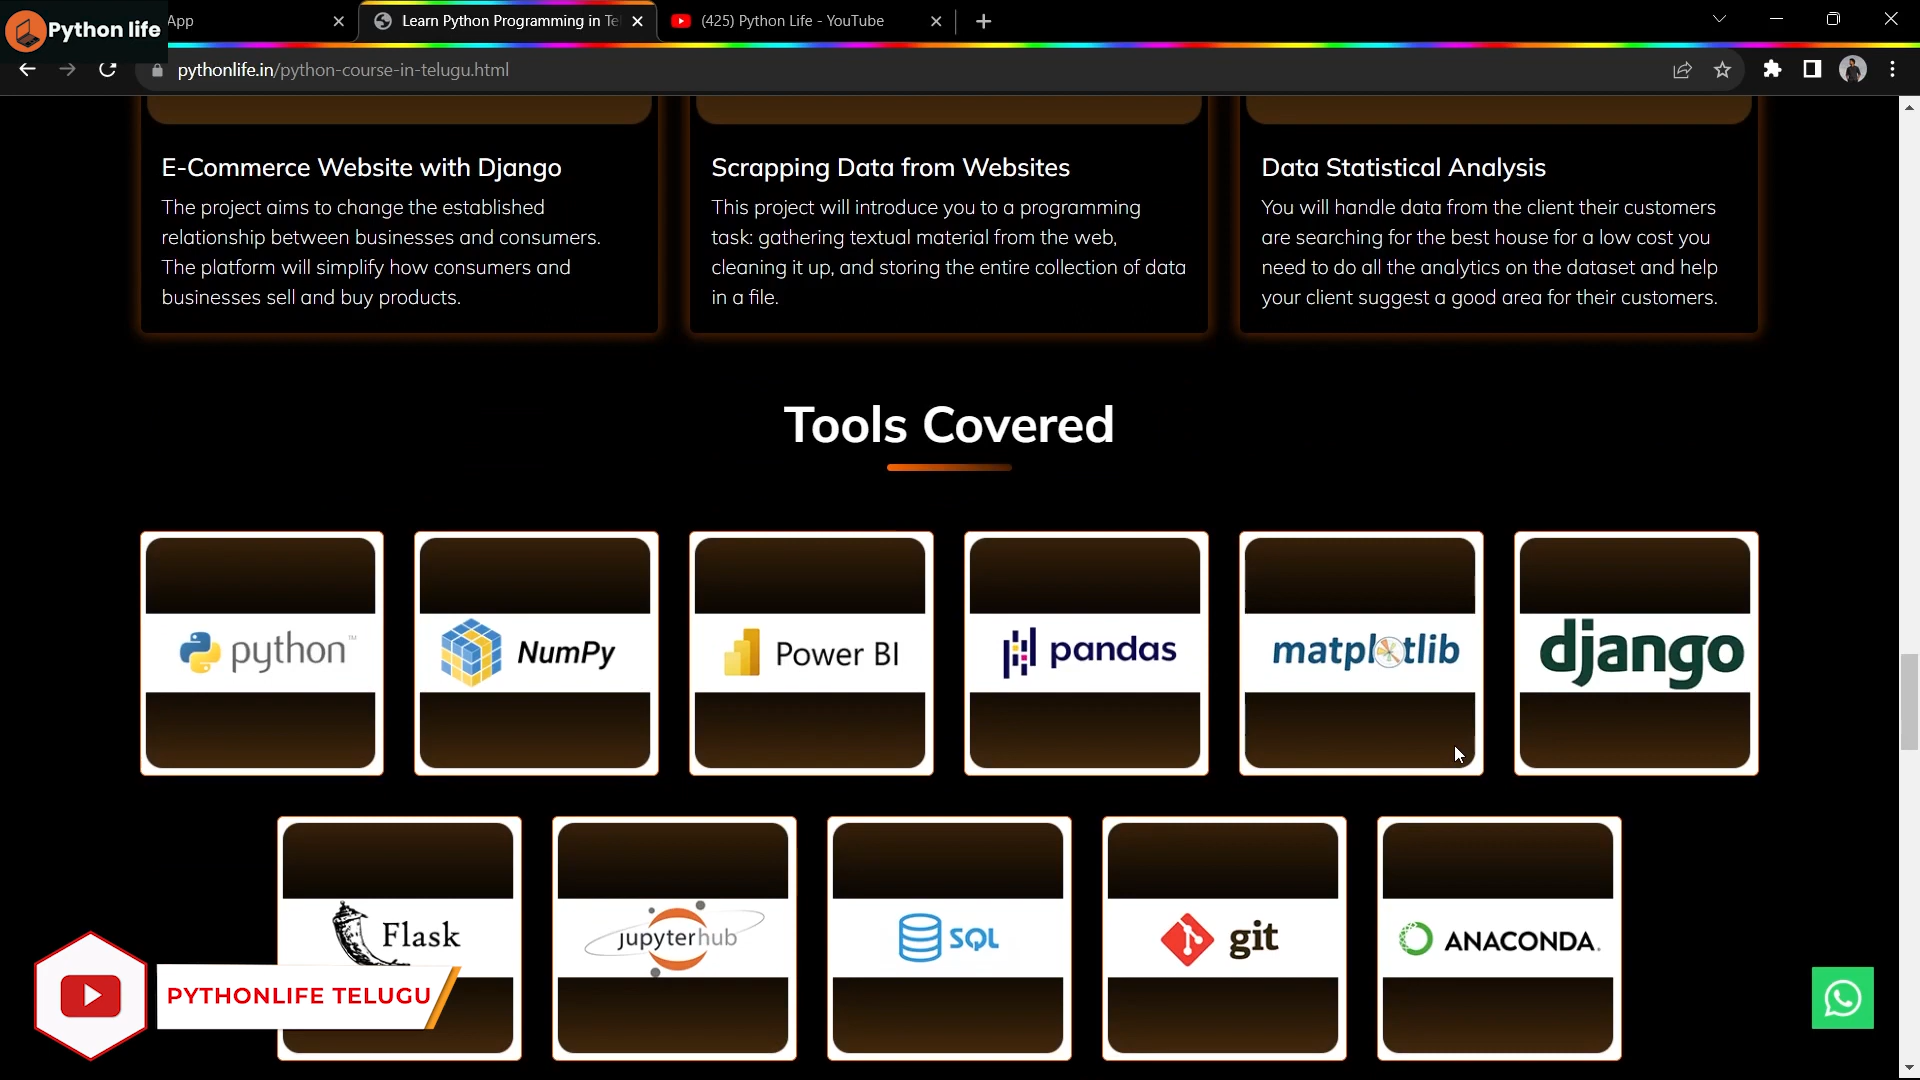 Python life
App
Learn Python Programming in Te
(425) Python Life - YouTube
pythonlife.in/python-course-in-telugu.html
E-Commerce Website with Django
The project aims to change the established
relationship between businesses and consumers.
The platform will simplify how consumers and
businesses sell and buy products.
Scrapping Data from Websites
This project will introduce you to a programming
task: gathering textual material from the web,
cleaning it up, and storing the entire collection of data
in a file.
Data Statistical Analysis
You will handle data from the client their customers
are searching for the best house for a low cost you
need to do all the analytics on the dataset and help
your client suggest a good area for their customers.
Tools Covered
python™
NumPy
Power BI
pandas
matplotlib
django
Flask
jupyterhub
SQL
git
ANACONDA.
PYTHONLIFE TELUGU